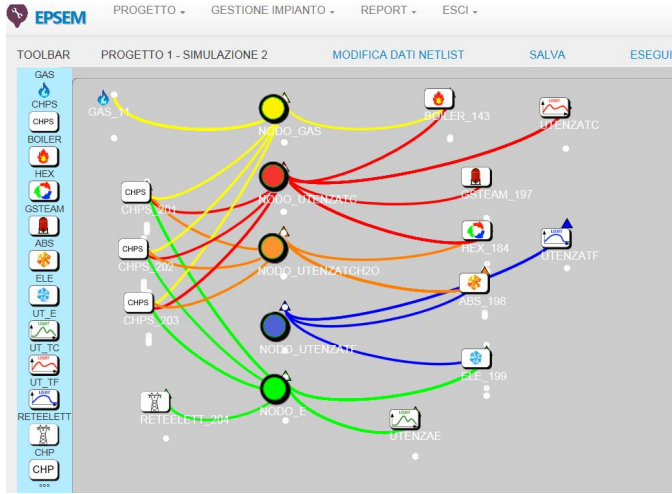 EPSEM
PROGETTO
GESTIONE IMPIANTO
REPORT
ESCI
TOOLBAR
PROGETTO 1 - SIMULAZIONE 2
MODIFICA DATI NETLIST
SALVA
ESEGUI
GAS
CHPS
CHPS
BOILER
HEX
GSTEAM
ABS
ELE
UT_E
UT_TC
UT_TF
RETEELETT
CHP
CHP
GAS_11
NODO_GAS
BOILER_143
UTENZATC
CHPS
CHPS_201
NODO_UTENZATC
GSTEAM_197
CHPS
CHPS_202
NODO_UTENZATCH2O
HEX_184
UTENZATF
CHPS
CHPS_203
NODO_UTENZATF
ABS_198
ELE_199
RETEELETT_204
NODO_E
UTENZAE